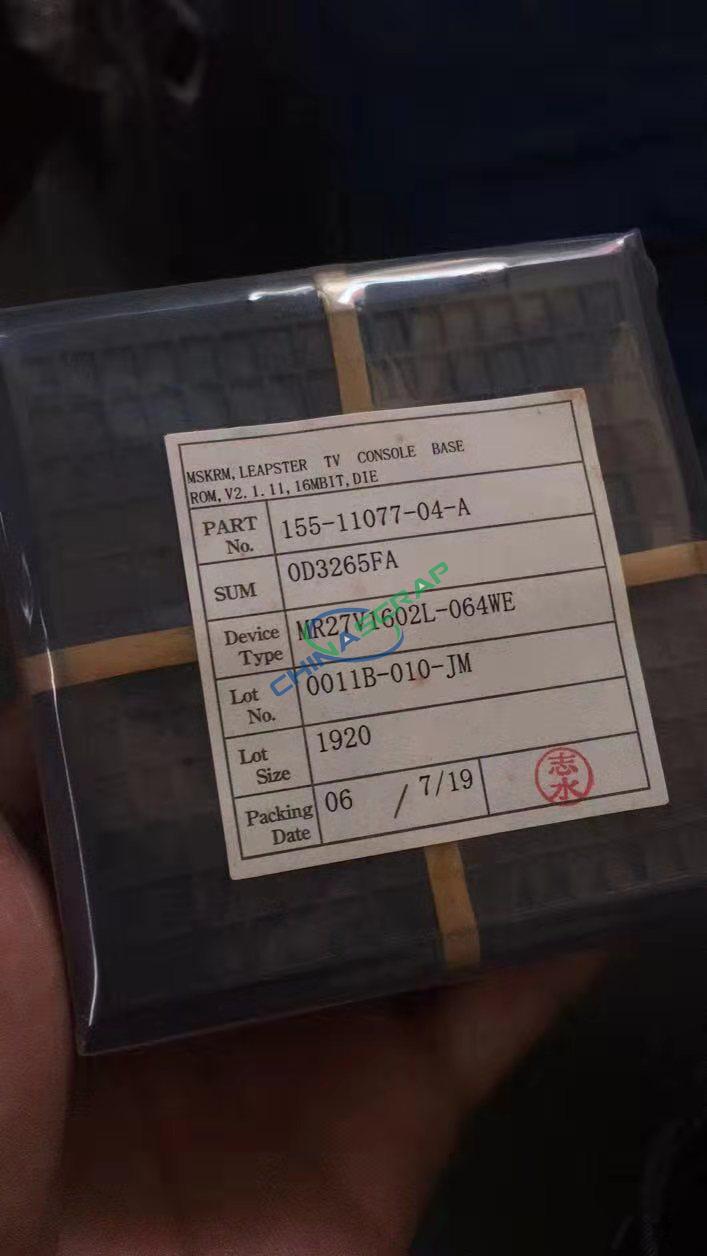 MSKRM, LEAPSTER TV CONSOLE BASE
ROM, V2.1.11, 16MBIT, DIE
PART No. 155-11077-04-A
SUM 0D3265FA
Device Type MR27V1602L-064WE
Lot No. 0011B-010-JM
Lot Size 1920
Packing Date 06 / 7/19
志水
CHINASCRAP